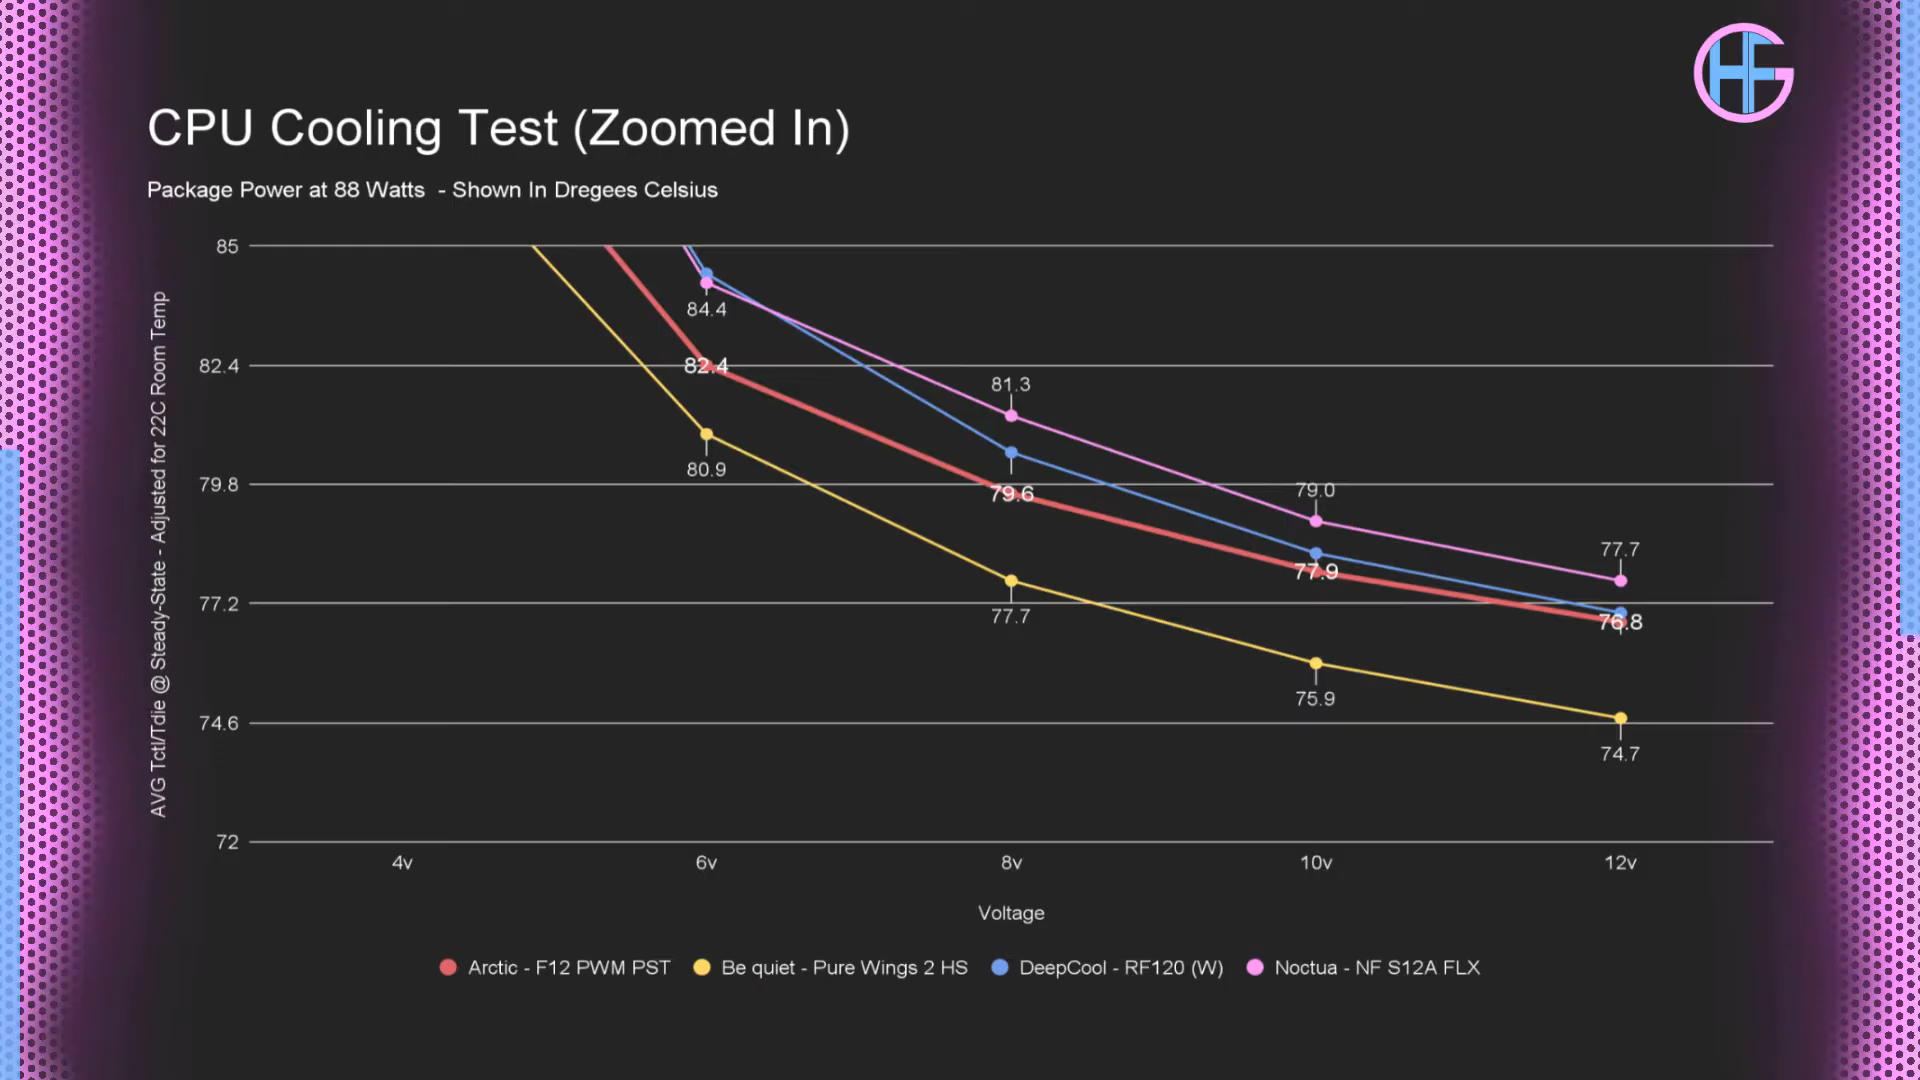 HFG
CPU Cooling Test (Zoomed In)
Package Power at 88 Watts - Shown In Dregees Celsius
AVG Tctl/Tdie @ Steady-State - Adjusted for 22C Room Temp
85
82.4
79.8
77.2
74.6
72
84.4
82.4
80.9
81.3
79.6
77.7
79.0
77.9
75.9
77.7
76.8
74.7
4v 6v 8v 10v 12v
Voltage
Arctic - F12 PWM PST Be quiet - Pure Wings 2 HS DeepCool - RF120 (W) Noctua - NF S12A FLX